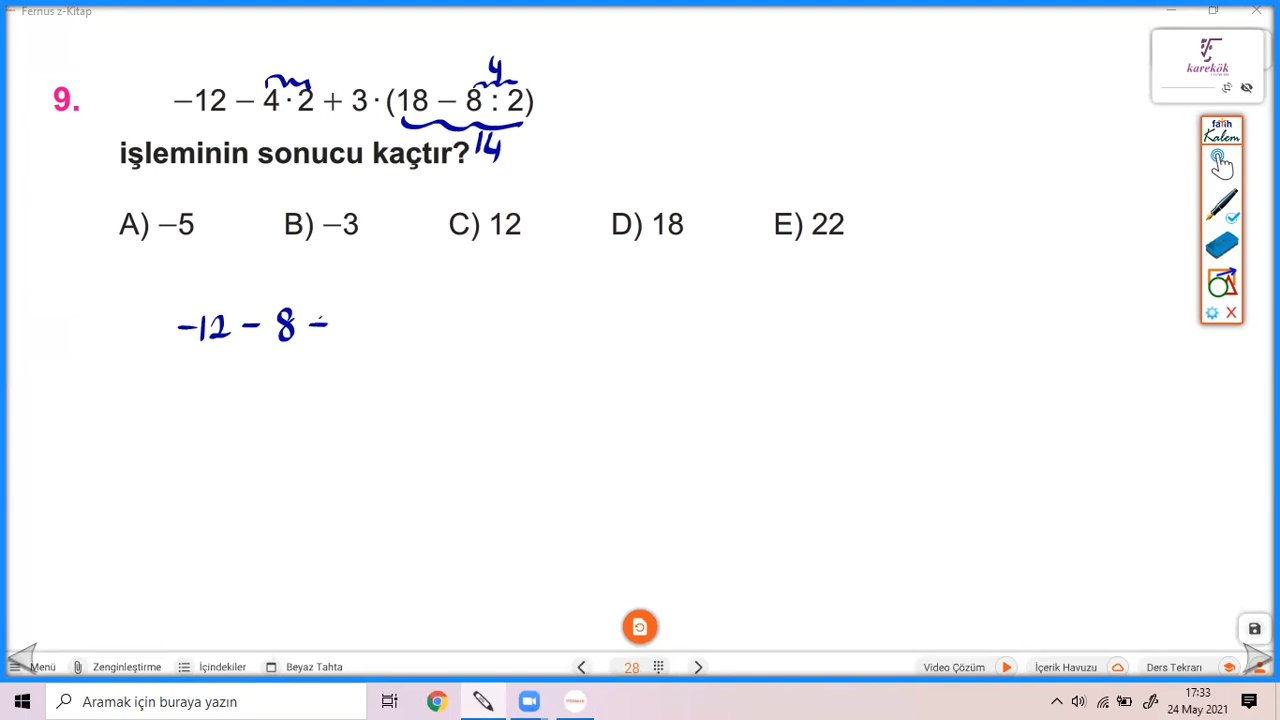 Fernus z-Kitap
karekök
fatih
Kalem
4
9. −12 − 4 · 2 + 3 · (18 − 8 : 2)
14
işleminin sonucu kaçtır?
A) −5 B) −3 C) 12 D) 18 E) 22
-12 - 8 -
Menü Zenginleştirme İçindekiler Beyaz Tahta 28 Video Çözüm İçerik Havuzu Ders Tekrarı
Aramak için buraya yazın
17:33
24 May 2021